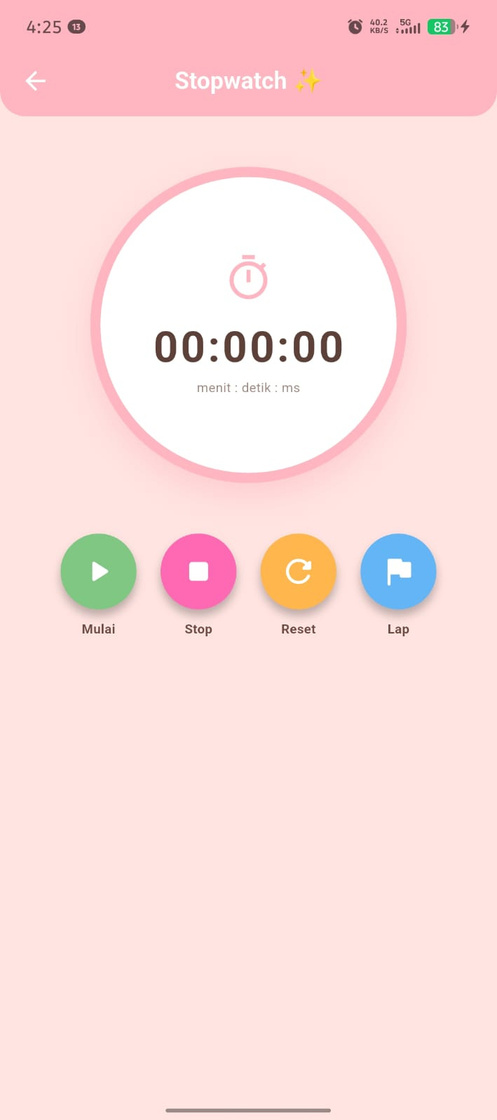 4:25 13 40.2 KB/S 5G 83
Stopwatch ✨
00:00:00
menit : detik : ms
Mulai Stop Reset Lap